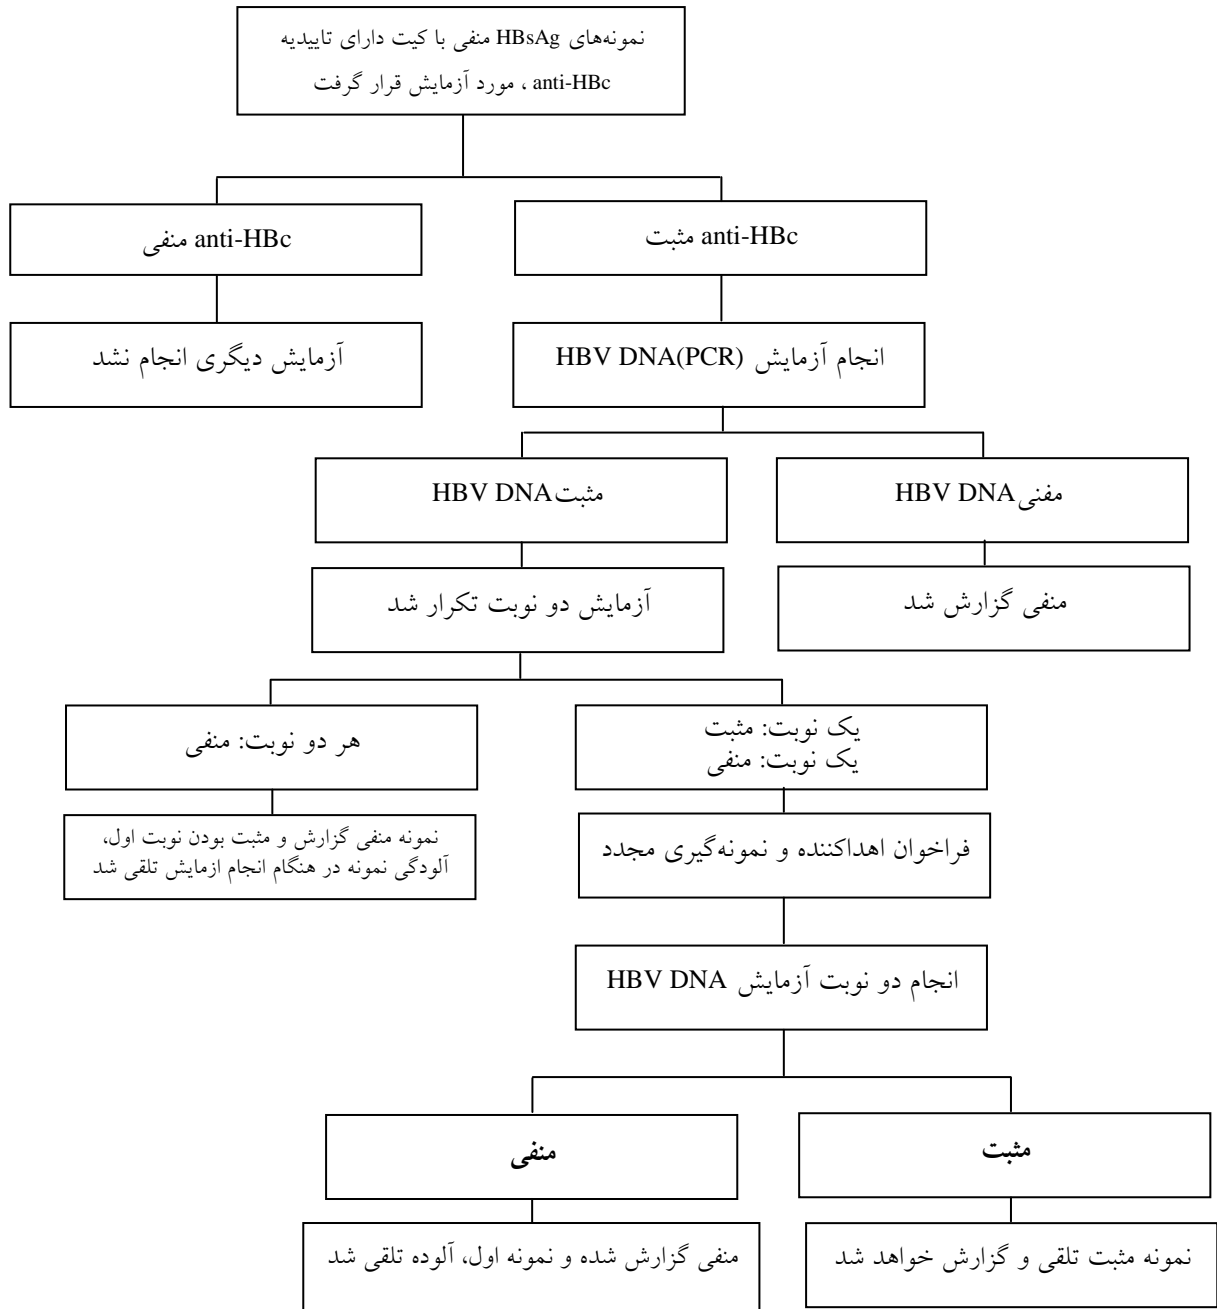 نمونه‌های HBsAg منفی با کیت دارای تاییدیه
anti-HBc ، مورد آزمایش قرار گرفت
anti-HBc مثبت
anti-HBc منفی
انجام آزمایش HBV DNA(PCR)
آزمایش دیگری انجام نشد
مفنی HBV DNA
مثبت HBV DNA
منفی گزارش شد
آزمایش دو نوبت تکرار شد
یک نوبت: مثبت
یک نوبت: منفی
هر دو نوبت: منفی
فراخوان اهداکننده و نمونه‌گیری مجدد
نمونه منفی گزارش و مثبت بودن نوبت اول،
آلودگی نمونه در هنگام انجام ازمایش تلقی شد
انجام دو نوبت آزمایش HBV DNA
مثبت
منفی
نمونه مثبت تلقی و گزارش خواهد شد
منفی گزارش شده و نمونه اول، آلوده تلقی شد